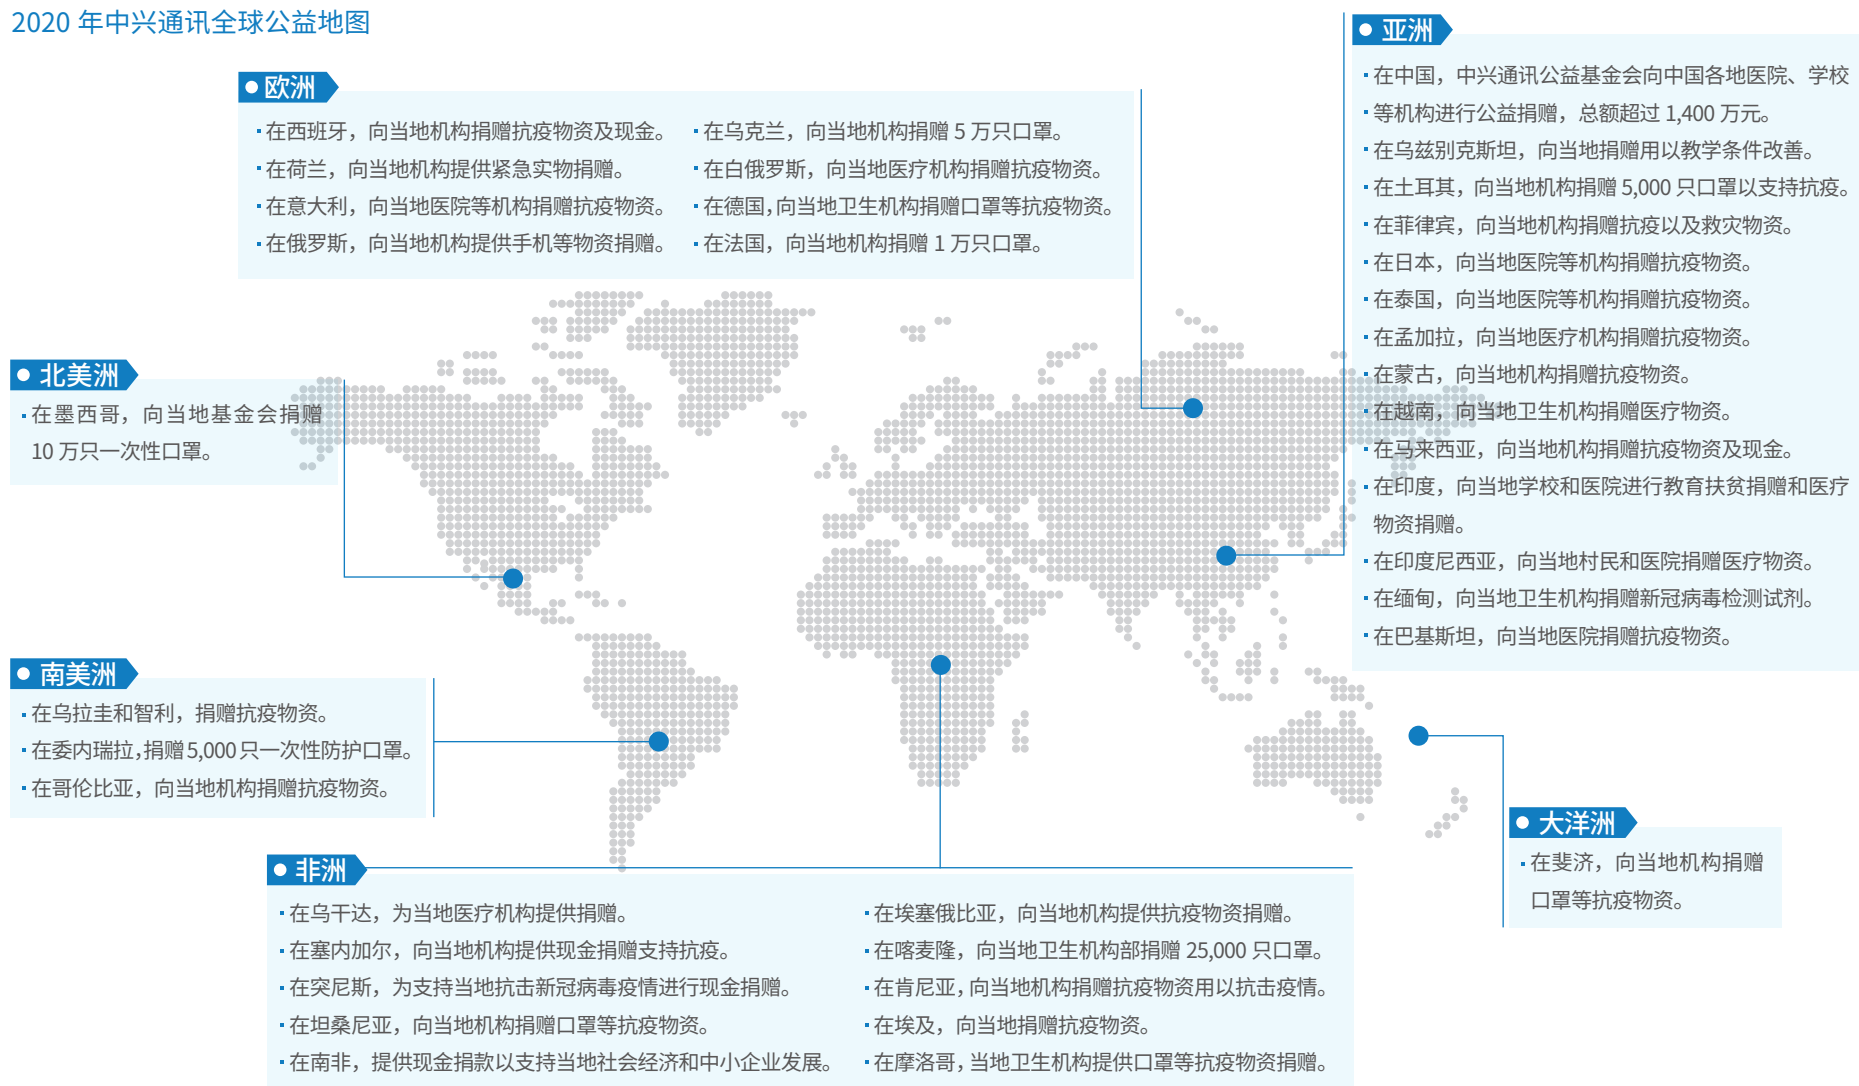 2020 年中兴通讯全球公益地图
欧洲
在西班牙，向当地机构捐赠抗疫物资及现金。
在荷兰，向当地机构提供紧急实物捐赠。
在意大利，向当地医院等机构捐赠抗疫物资。
在俄罗斯，向当地机构提供手机等物资捐赠。
在乌克兰，向当地机构捐赠 5 万只口罩。
在白俄罗斯，向当地医疗机构捐赠抗疫物资。
在德国，向当地卫生机构捐赠口罩等抗疫物资。
在法国，向当地机构捐赠 1 万只口罩。
亚洲
在中国，中兴通讯公益基金会向中国各地医院、学校
等机构进行公益捐赠，总额超过 1,400 万元。
在乌兹别克斯坦，向当地捐赠用以教学条件改善。
在土耳其，向当地机构捐赠 5,000 只口罩以支持抗疫。
在菲律宾，向当地机构捐赠抗疫以及救灾物资。
在日本，向当地医院等机构捐赠抗疫物资。
在泰国，向当地医院等机构捐赠抗疫物资。
在孟加拉，向当地医疗机构捐赠抗疫物资。
在蒙古，向当地机构捐赠抗疫物资。
在越南，向当地卫生机构捐赠医疗物资。
在马来西亚，向当地机构捐赠抗疫物资及现金。
在印度，向当地学校和医院进行教育扶贫捐赠和医疗
物资捐赠。
在印度尼西亚，向当地村民和医院捐赠医疗物资。
在缅甸，向当地卫生机构捐赠新冠病毒检测试剂。
在巴基斯坦，向当地医院捐赠抗疫物资。
北美洲
在墨西哥，向当地基金会捐赠
10 万只一次性口罩。
南美洲
在乌拉圭和智利，捐赠抗疫物资。
在委内瑞拉，捐赠 5,000 只一次性防护口罩。
在哥伦比亚，向当地机构捐赠抗疫物资。
大洋洲
在斐济，向当地机构捐赠
口罩等抗疫物资。
非洲
在乌干达，为当地医疗机构提供捐赠。
在塞内加尔，向当地机构提供现金捐赠支持抗疫。
在突尼斯，为支持当地抗击新冠病毒疫情进行现金捐赠。
在坦桑尼亚，向当地机构捐赠口罩等抗疫物资。
在南非，提供现金捐款以支持当地社会经济和中小企业发展。
在埃塞俄比亚，向当地机构提供抗疫物资捐赠。
在喀麦隆，向当地卫生机构部捐赠 25,000 只口罩。
在肯尼亚，向当地机构捐赠抗疫物资用以抗击疫情。
在埃及，向当地捐赠抗疫物资。
在摩洛哥，当地卫生机构提供口罩等抗疫物资捐赠。